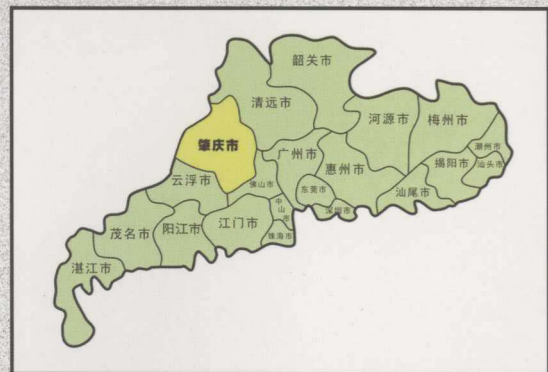 韶关市
清远市
河源市
梅州市
肇庆市
广州市
惠州市
潮州市
揭阳市
汕头市
云浮市
佛山市
东莞市
汕尾市
深圳市
中山市
江门市
阳江市
茂名市
珠海市
湛江市